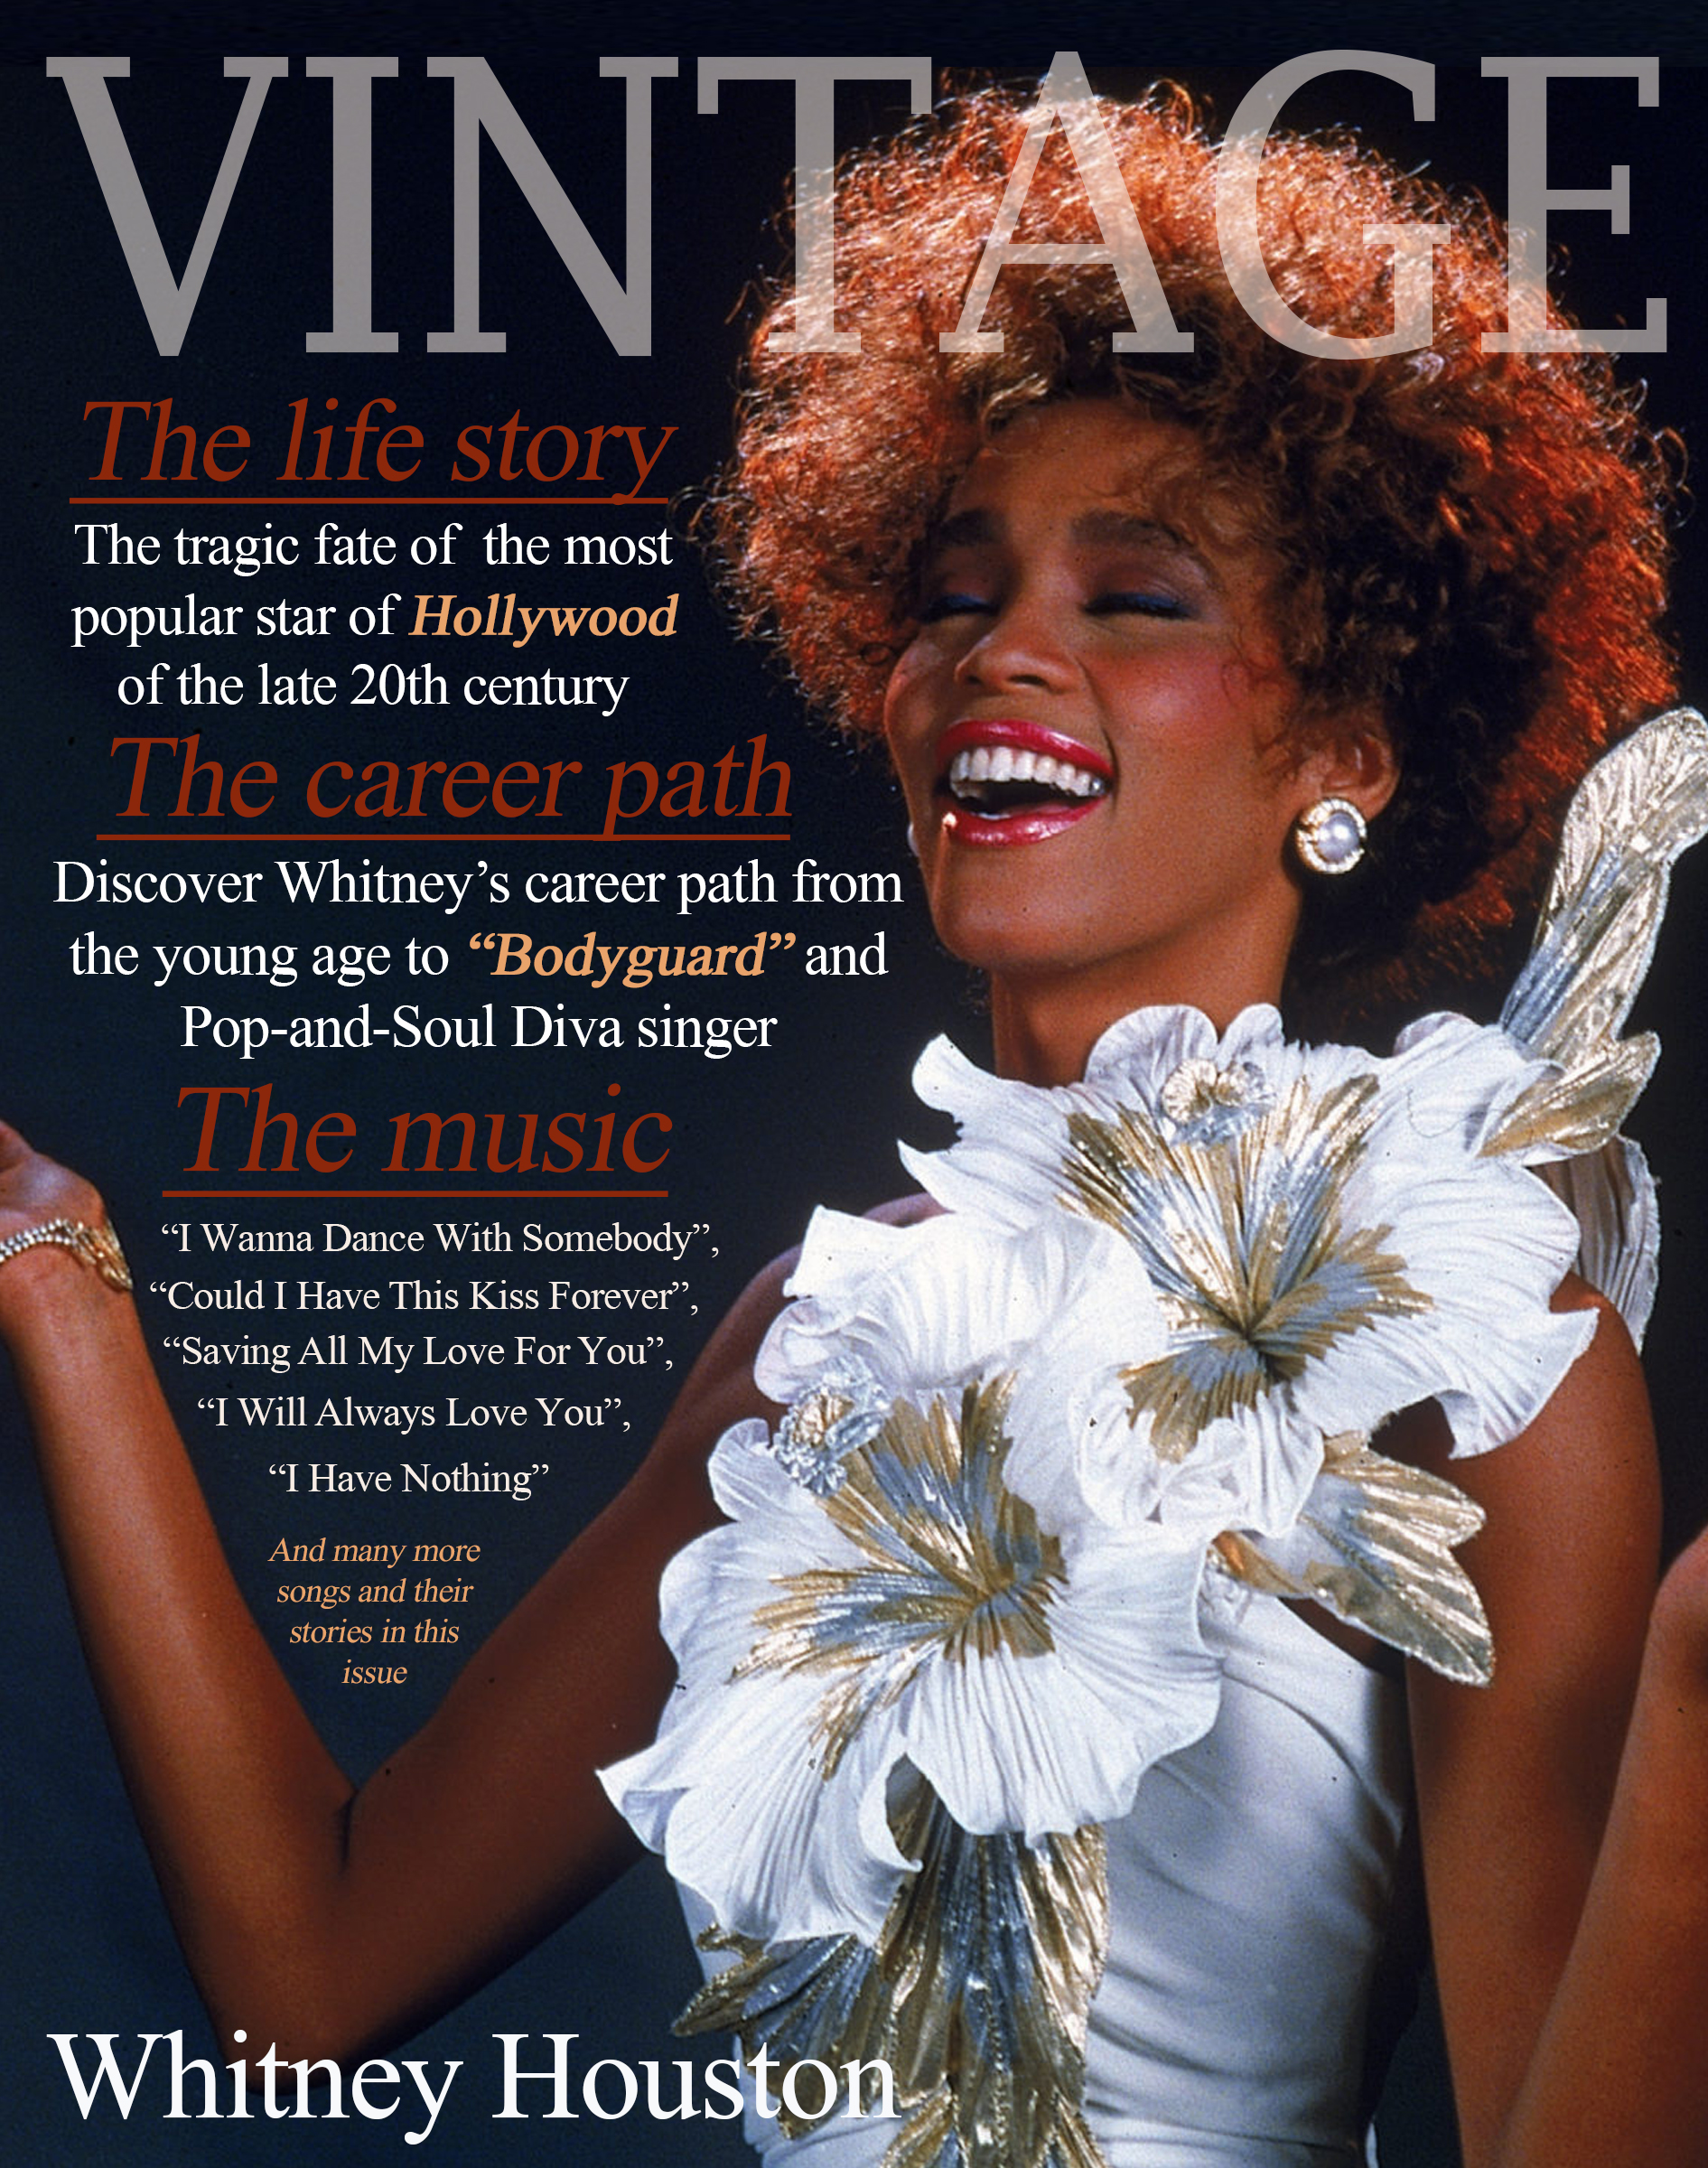 VINTAGE
The life story
The tragic fate of the most
popular star of Hollywood
of the late 20th century
The career path
Discover Whitney’s career path from
the young age to “Bodyguard” and
Pop-and-Soul Diva singer
The music
“I Wanna Dance With Somebody”,
“Could I Have This Kiss Forever”,
“Saving All My Love For You”,
“I Will Always Love You”,
“I Have Nothing”
And many more
songs and their
stories in this
issue
Whitney Houston